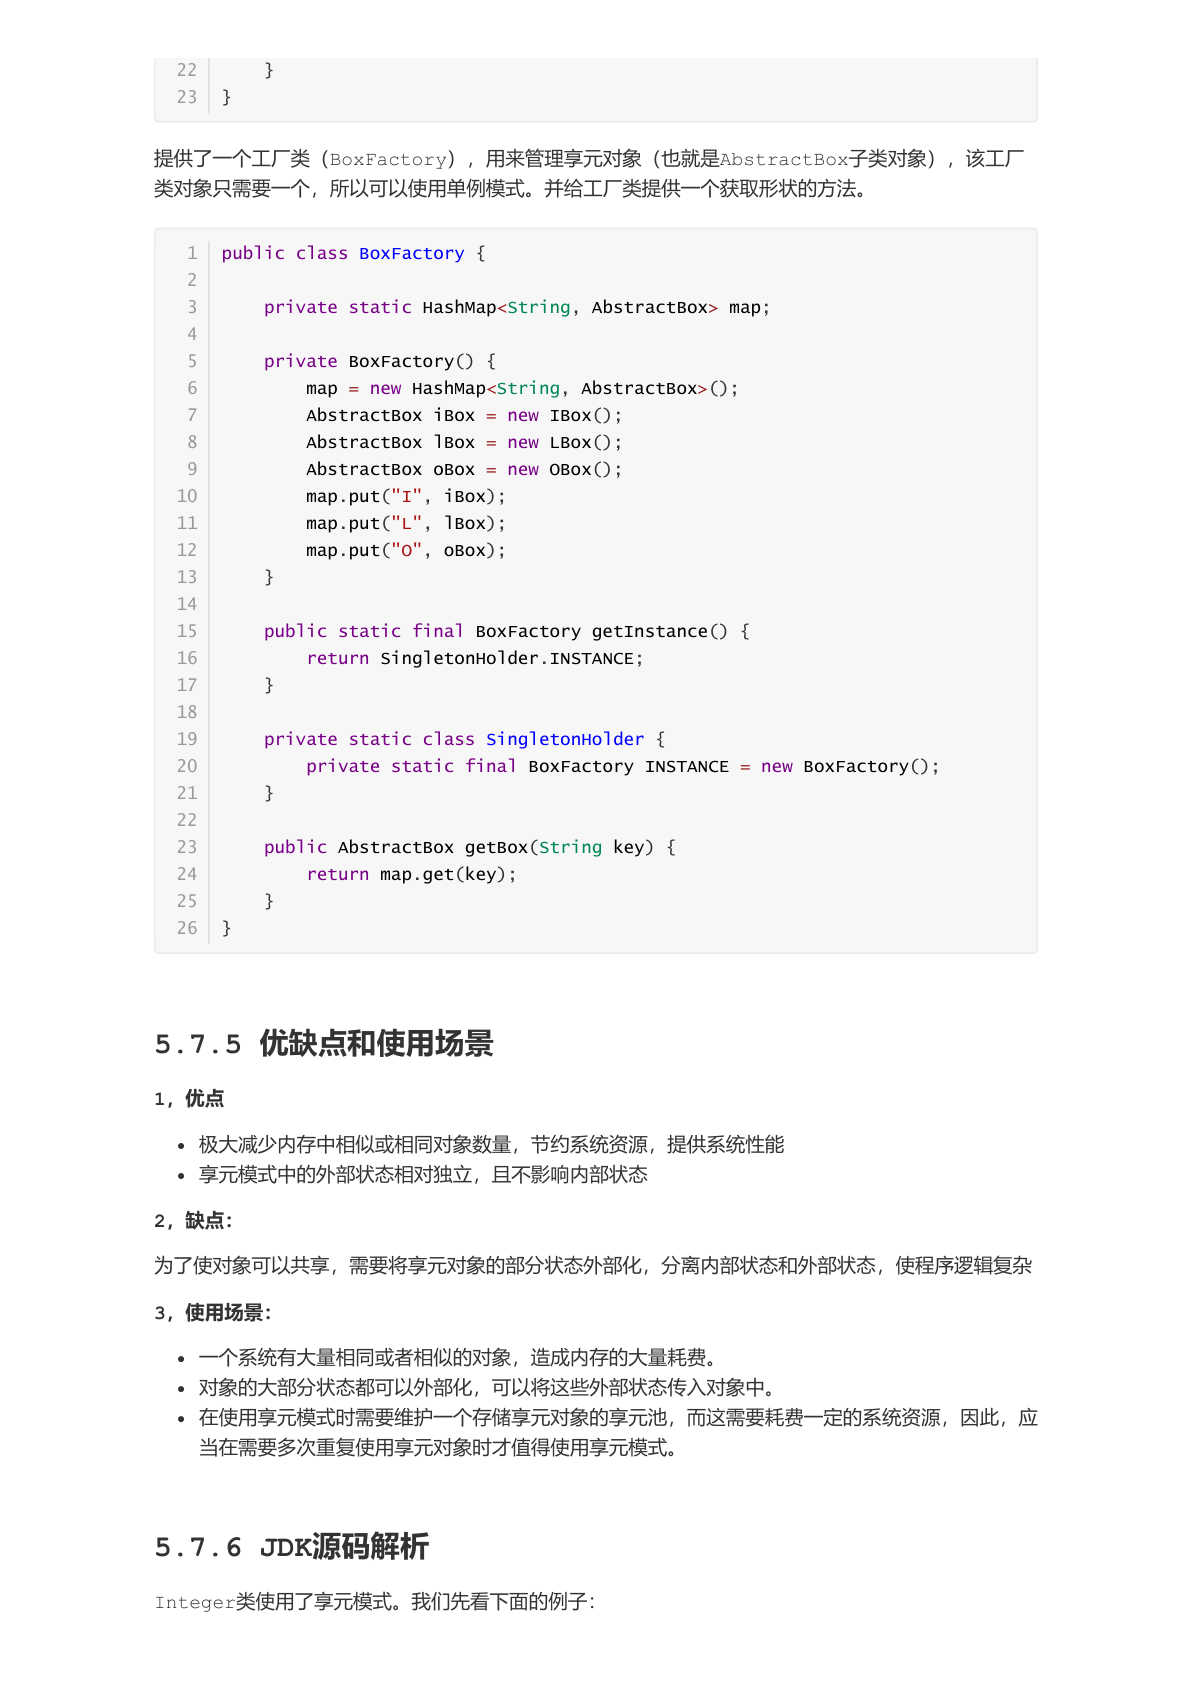 22     }
23 }
提供了一个工厂类（BoxFactory），用来管理享元对象（也就是AbstractBox子类对象），该工厂
类对象只需要一个，所以可以使用单例模式。并给工厂类提供一个获取形状的方法。
1 public class BoxFactory {
2
3     private static HashMap<String, AbstractBox> map;
4
5     private BoxFactory() {
6         map = new HashMap<String, AbstractBox>();
7         AbstractBox iBox = new IBox();
8         AbstractBox lBox = new LBox();
9         AbstractBox oBox = new OBox();
10         map.put("I", iBox);
11         map.put("L", lBox);
12         map.put("O", oBox);
13     }
14
15     public static final BoxFactory getInstance() {
16         return SingletonHolder.INSTANCE;
17     }
18
19     private static class SingletonHolder {
20         private static final BoxFactory INSTANCE = new BoxFactory();
21     }
22
23     public AbstractBox getBox(String key) {
24         return map.get(key);
25     }
26 }
5.7.5 优缺点和使用场景
1，优点
• 极大减少内存中相似或相同对象数量，节约系统资源，提供系统性能
• 享元模式中的外部状态相对独立，且不影响内部状态
2，缺点：
为了使对象可以共享，需要将享元对象的部分状态外部化，分离内部状态和外部状态，使程序逻辑复杂
3，使用场景：
• 一个系统有大量相同或者相似的对象，造成内存的大量耗费。
• 对象的大部分状态都可以外部化，可以将这些外部状态传入对象中。
• 在使用享元模式时需要维护一个存储享元对象的享元池，而这需要耗费一定的系统资源，因此，应
当在需要多次重复使用享元对象时才值得使用享元模式。
5.7.6 JDK源码解析
Integer类使用了享元模式。我们先看下面的例子：